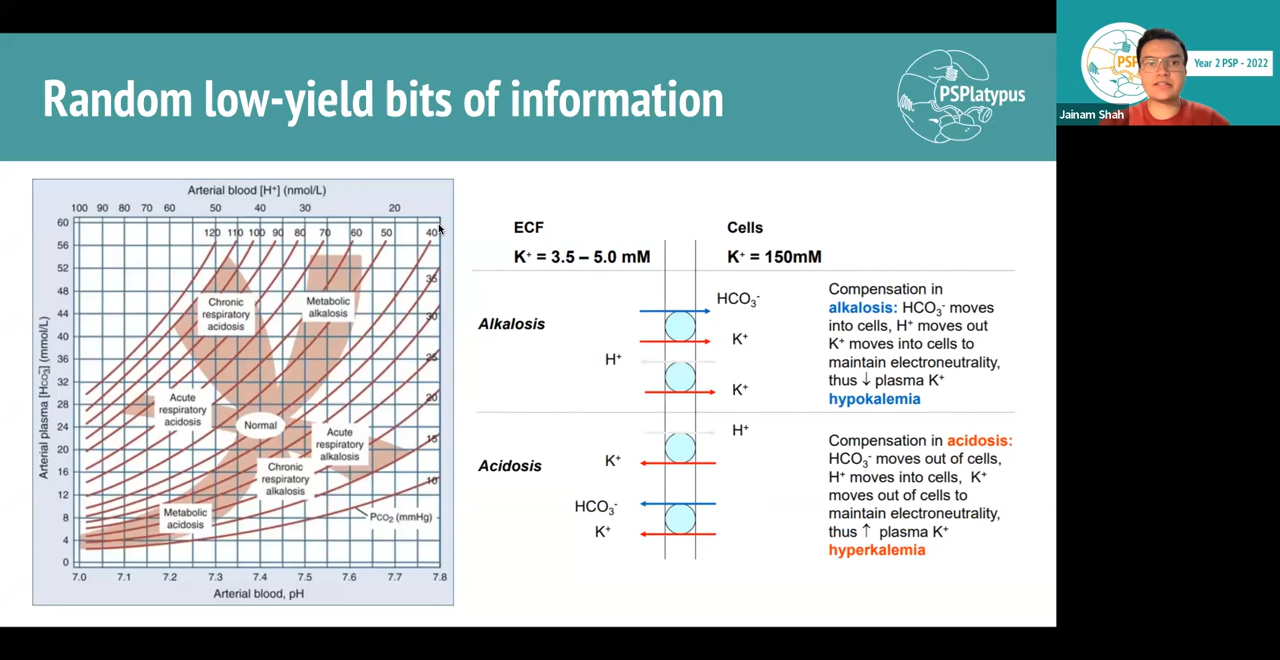 Random low-yield bits of information
PSPlatypus
PSP
Year 2 PSP - 2022
Jainam Shah
Arterial blood [H⁺] (nmol/L)
100 90 80 70 60 50 40 30 20
60
56
52
48
44
40
36
32
28
24
20
16
12
8
4
0
Arterial plasma [HCO₃⁻] (mmol/L)
120 110 100 90 80 70 60 50 40
35
30
25
20
15
10
Chronic
respiratory
acidosis
Metabolic
alkalosis
Acute
respiratory
acidosis
Normal
Acute
respiratory
alkalosis
Chronic
respiratory
alkalosis
Metabolic
acidosis
PCO₂ (mmHg)
7.0 7.1 7.2 7.3 7.4 7.5 7.6 7.7 7.8
Arterial blood, pH
ECF
K⁺ = 3.5 – 5.0 mM
Cells
K⁺ = 150mM
Alkalosis
HCO₃⁻
K⁺
H⁺
K⁺
Compensation in
alkalosis: HCO₃⁻ moves
into cells, H⁺ moves out
K⁺ moves into cells to
maintain electroneutrality,
thus ↓ plasma K⁺
hypokalemia
Acidosis
H⁺
K⁺
HCO₃⁻
K⁺
Compensation in acidosis:
HCO₃⁻ moves out of cells,
H⁺ moves into cells, K⁺
moves out of cells to
maintain electroneutrality,
thus ↑ plasma K⁺
hyperkalemia